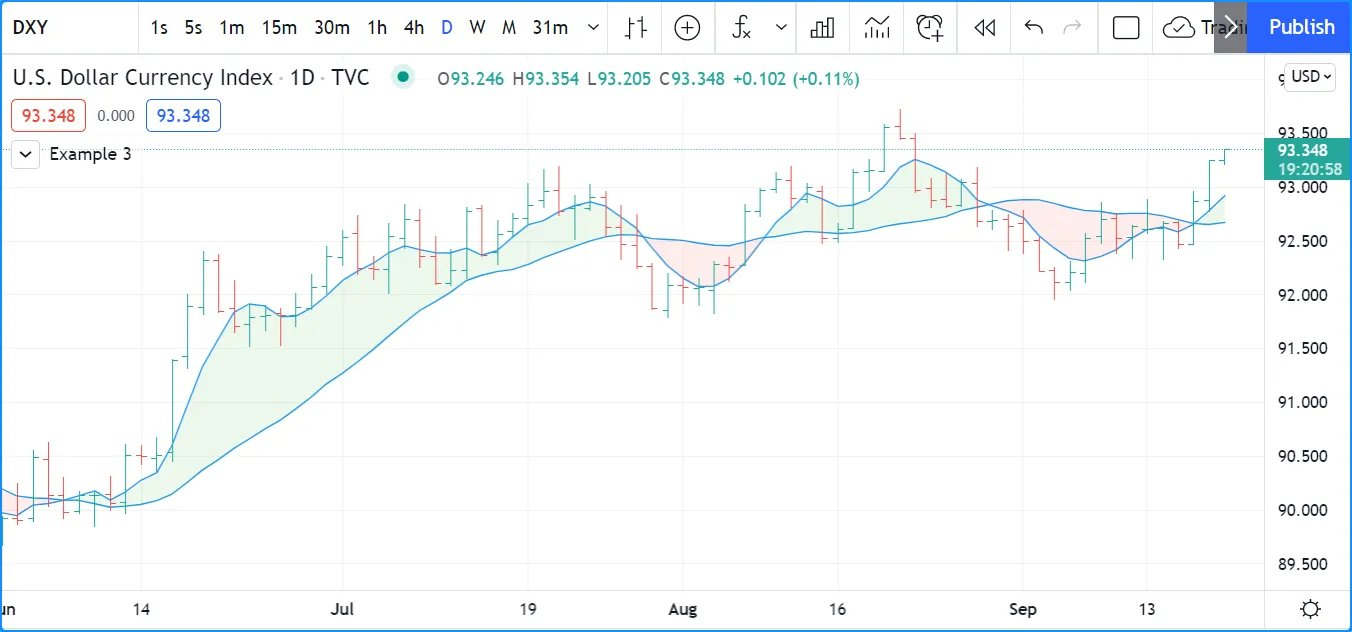 DXY 1s 5s 1m 15m 30m 1h 4h D W M 31m Publish
U.S. Dollar Currency Index · 1D · TVC O93.246 H93.354 L93.205 C93.348 +0.102 (+0.11%) USD
93.348 0.000 93.348
93.500
Example 3 93.348
19:20:58
93.000
92.500
92.000
91.500
91.000
90.500
90.000
89.500
14 Jul 19 Aug 16 Sep 13